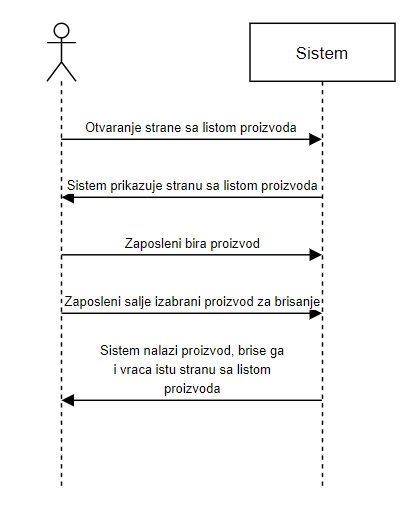 Sistem
Otvaranje strane sa listom proizvoda
Sistem prikazuje stranu sa listom proizvoda
Zaposleni bira proizvod
Zaposleni salje izabrani proizvod za brisanje
Sistem nalazi proizvod, brise ga
i vraca istu stranu sa listom
proizvoda